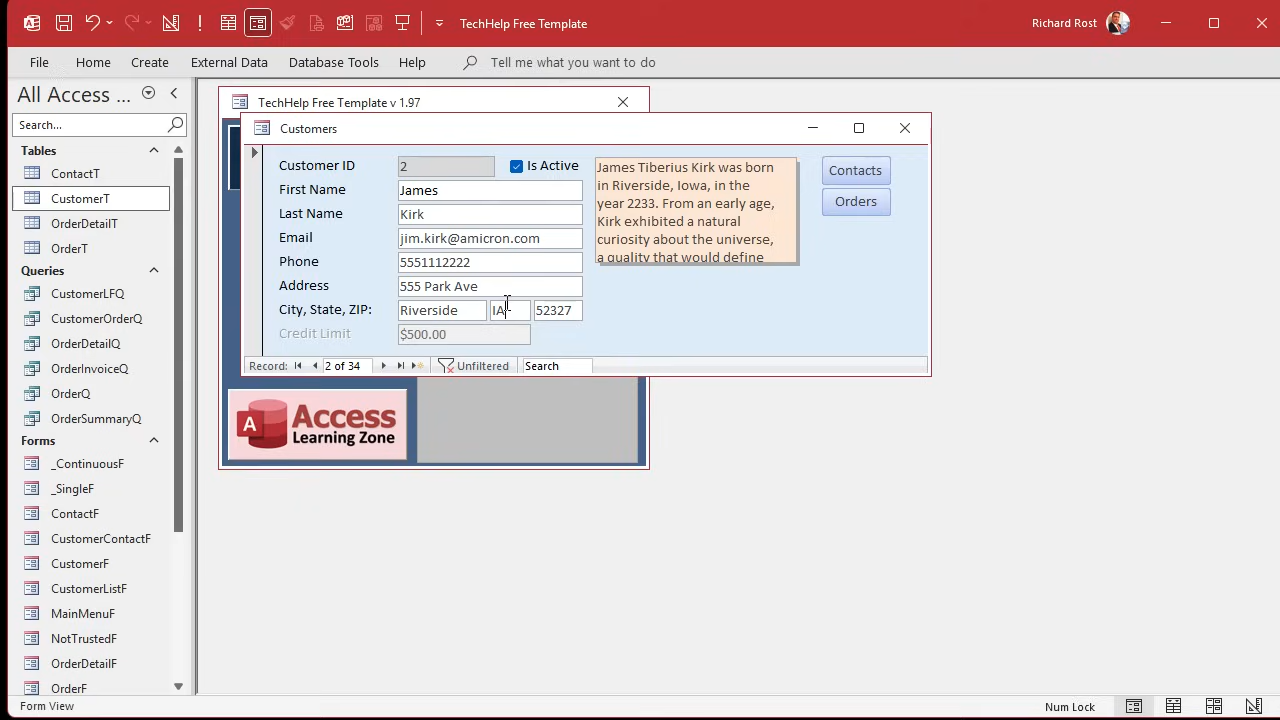 TechHelp Free Template
Richard Rost
File
Home
Create
External Data
Database Tools
Help
Tell me what you want to do
All Access ...
Search...
Tables
ContactT
CustomerT
OrderDetailT
OrderT
Queries
CustomerLFQ
CustomerOrderQ
OrderDetailQ
OrderInvoiceQ
OrderQ
OrderSummaryQ
Forms
_ContinuousF
_SingleF
ContactF
CustomerContactF
CustomerF
CustomerListF
MainMenuF
NotTrustedF
OrderDetailF
OrderF
TechHelp Free Template v 1.97
Customers
Customer ID 2 Is Active
First Name James
Last Name Kirk
Email jim.kirk@amicron.com
Phone 5551112222
Address 555 Park Ave
City, State, ZIP: Riverside IA 52327
Credit Limit $500.00
James Tiberius Kirk was born
in Riverside, Iowa, in the
year 2233. From an early age,
Kirk exhibited a natural
curiosity about the universe,
a quality that would define
Contacts
Orders
Record: 2 of 34 Unfiltered Search
A Access
Learning Zone
Form View
Num Lock